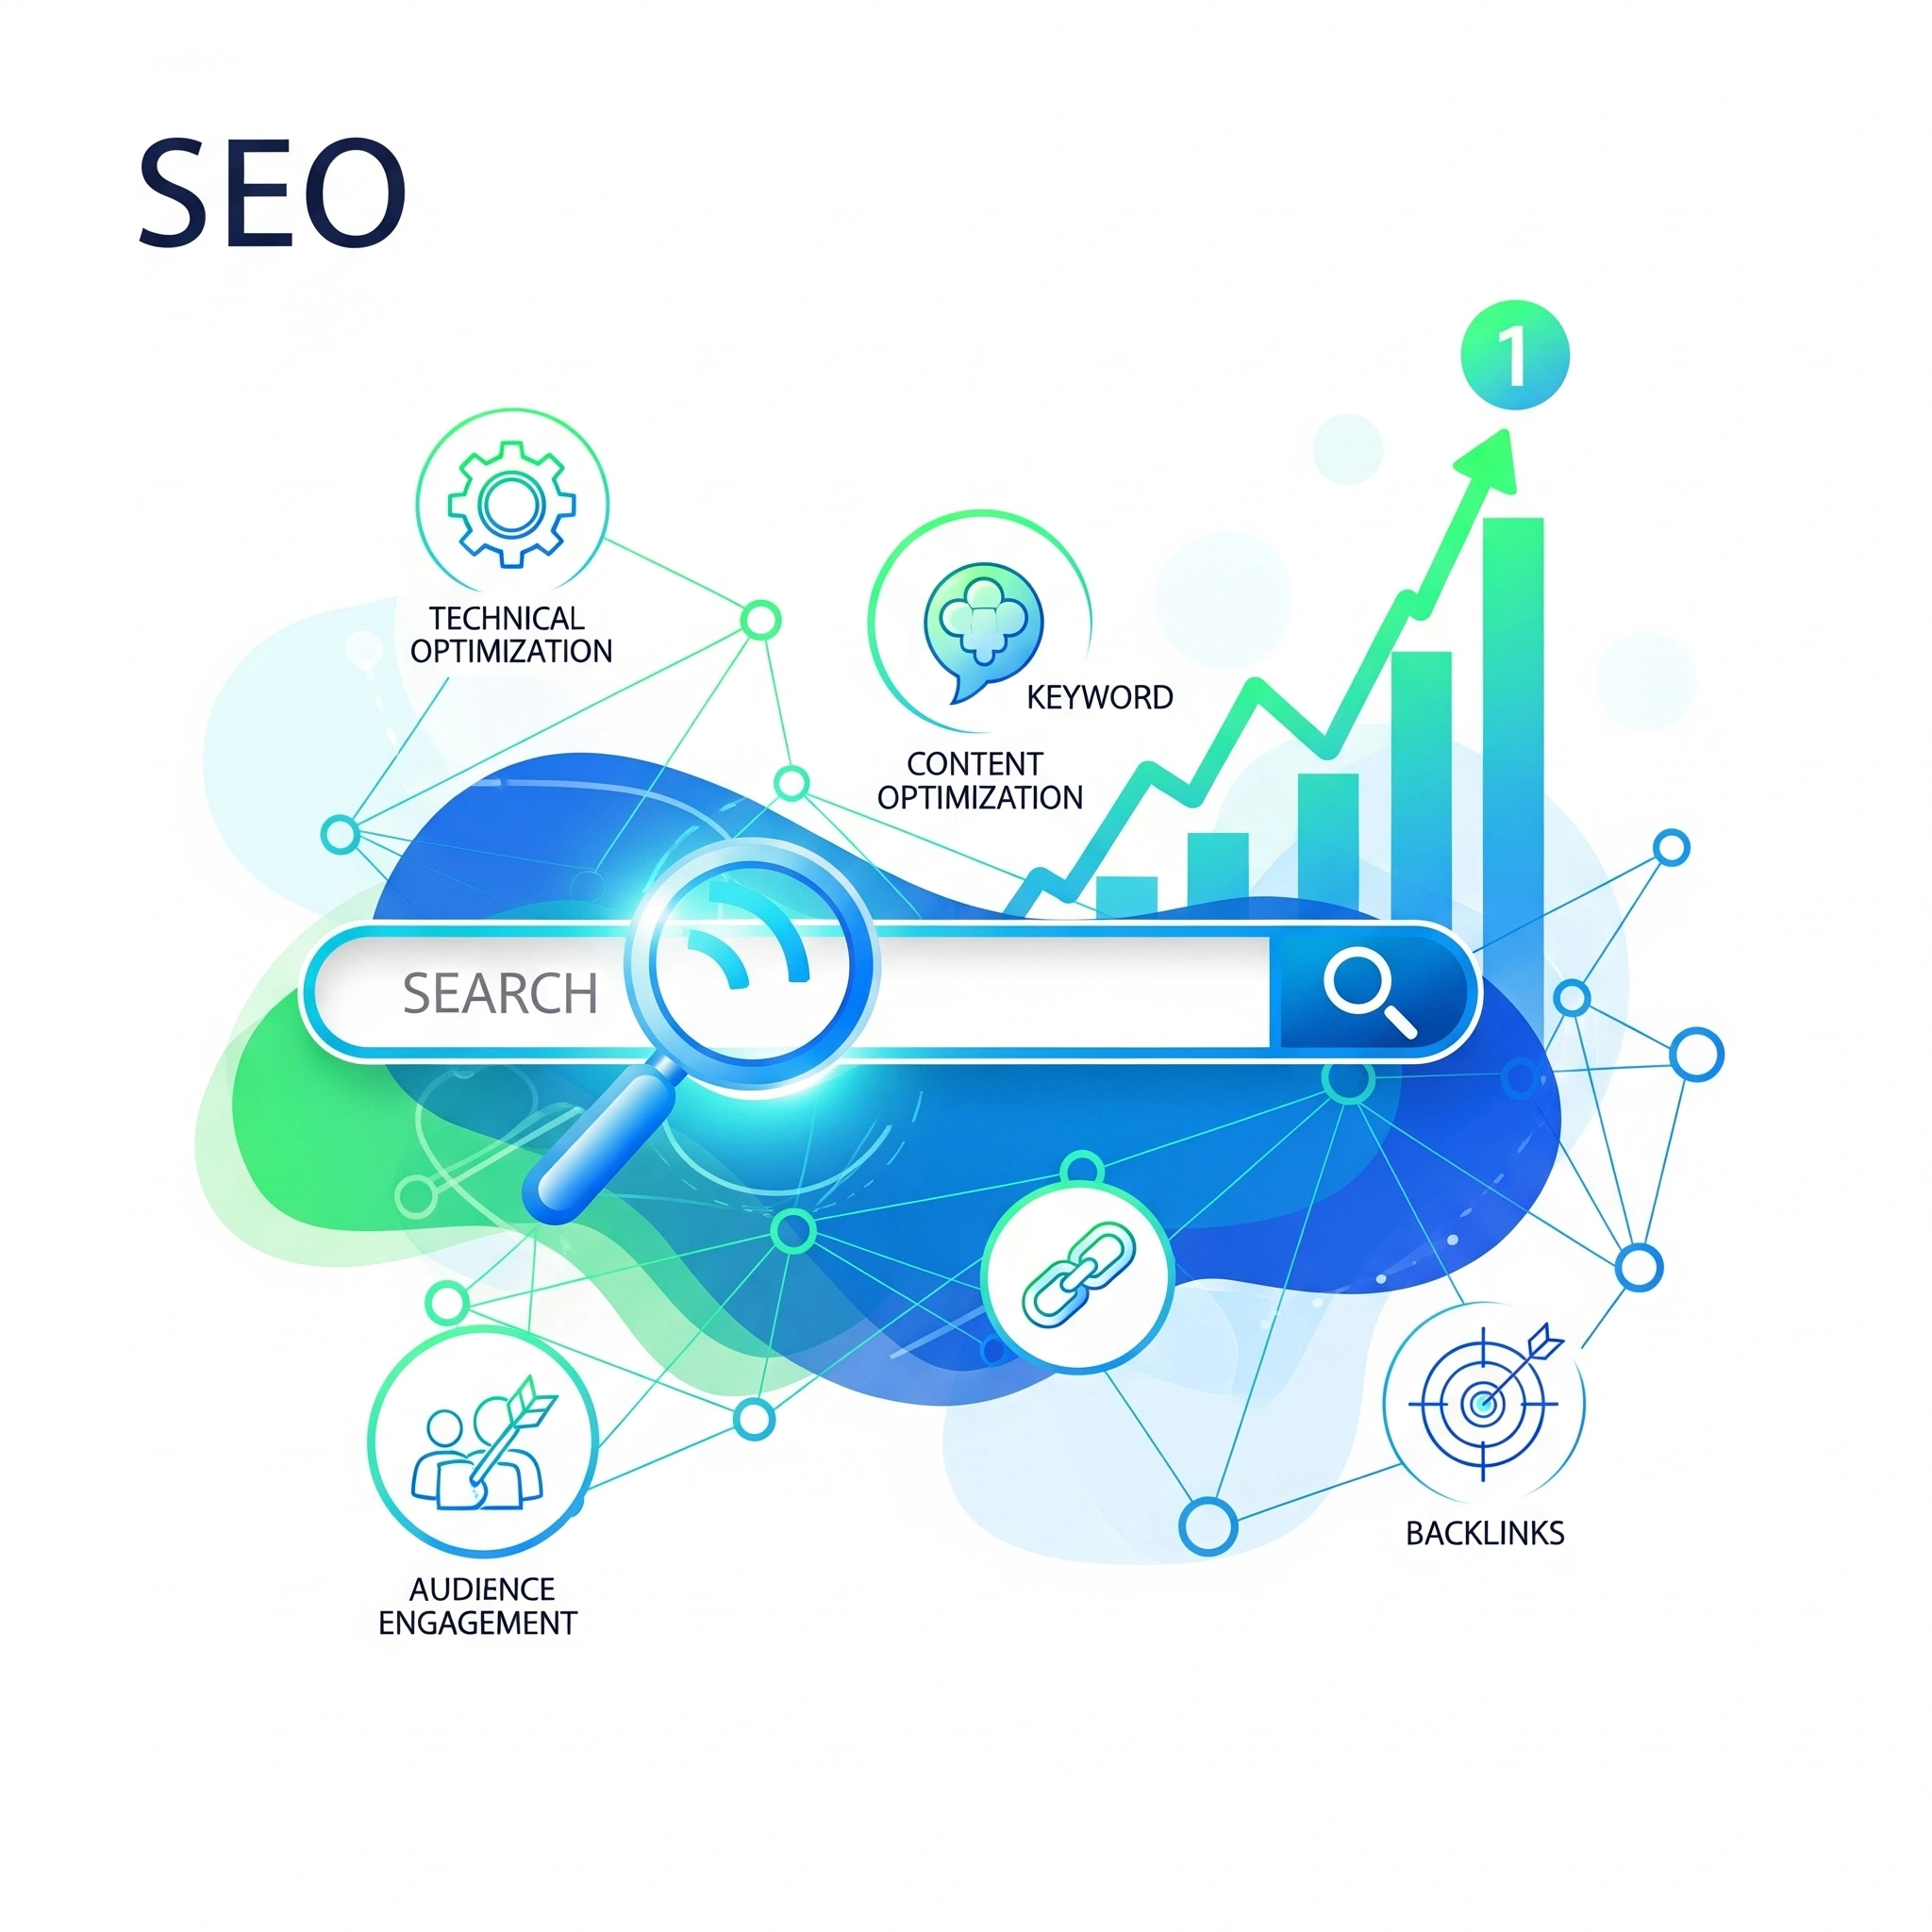 SEO
1
TECHNICAL
OPTIMIZATION
KEYWORD
CONTENT
OPTIMIZATION
SEARCH
BACKLINKS
AUDIENCE
ENGAGEMENT